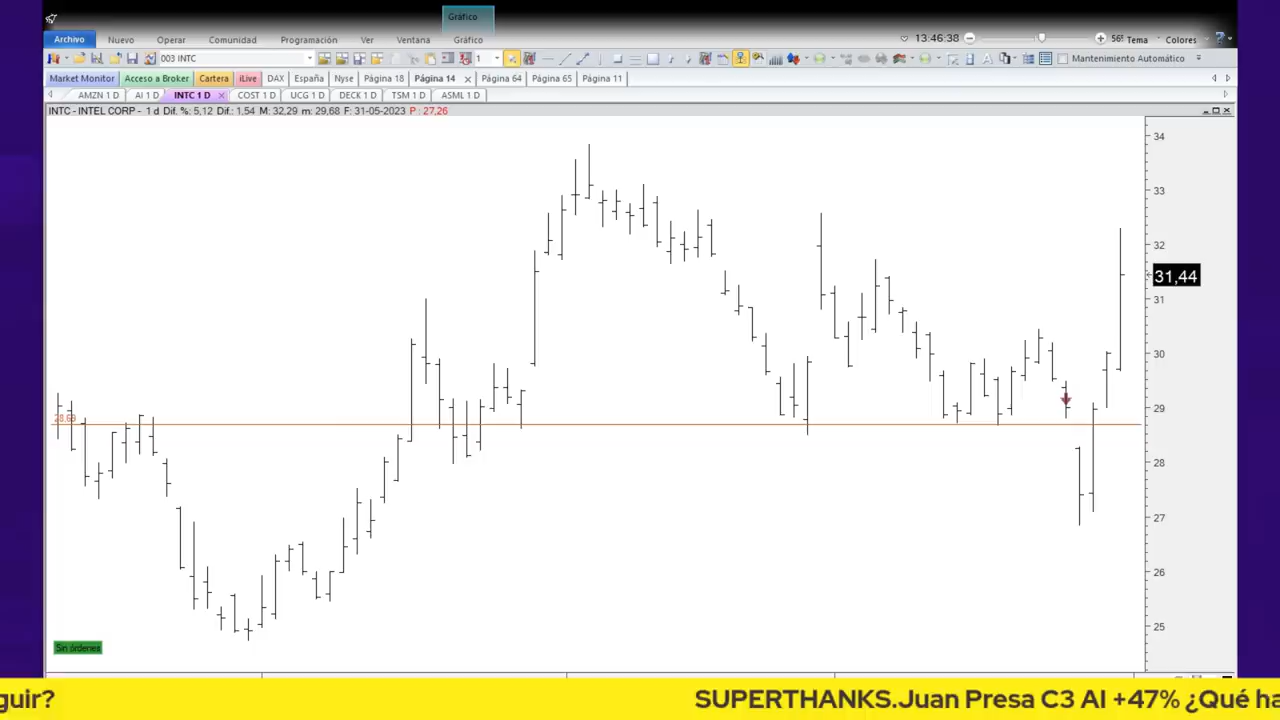 Gráfico
Archivo Nuevo Operar Comunidad Programación Ver Ventana Gráfico 13:46:38 Tema Colores
003 INTC 1 Mantenimiento Automático
Market Monitor Acceso a Broker Cartera iLive DAX España Nyse Página 18 Página 14 Página 64 Página 65 Página 11
AMZN 1 D AI 1 D INTC 1 D COST 1 D UCG 1 D DECK 1 D TSM 1 D ASML 1 D
INTC - INTEL CORP - 1 d Dif. %: 5,12 Dif.: 1,54 M: 32,29 m: 29,68 F: 31-05-2023 P : 27,26
34
33
32
31,44
31
30
29
28,69
28
27
26
25
Sin órdenes
guir? SUPERTHANKS.Juan Presa C3 AI +47% ¿Qué ha